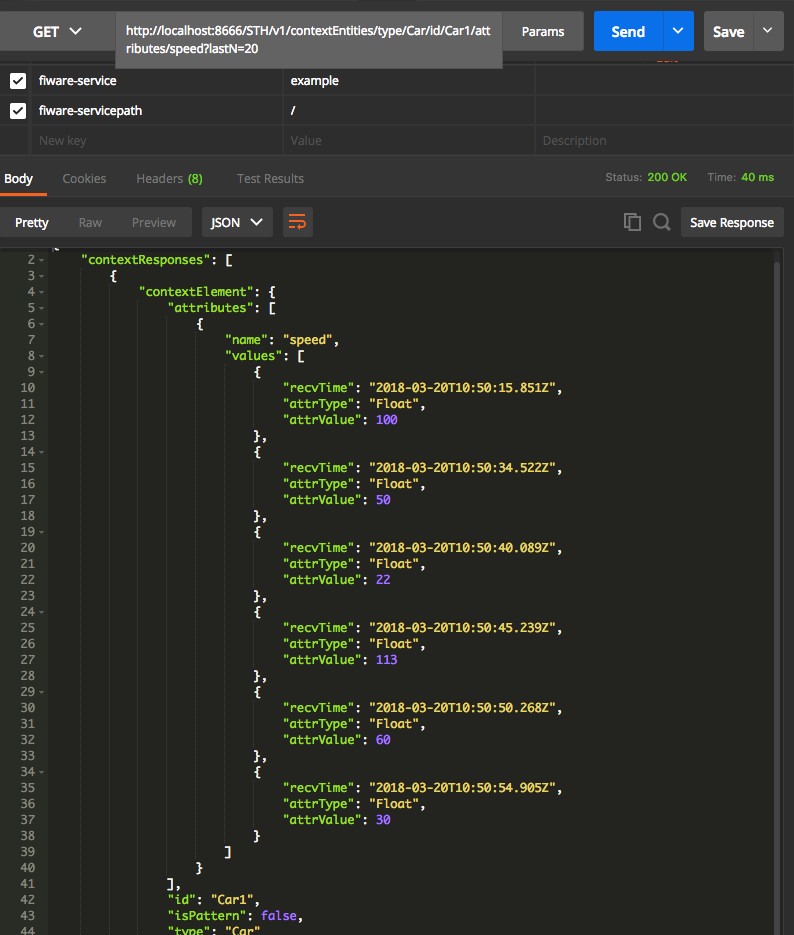 GET
http://localhost:8666/STH/v1/contextEntities/type/Car/id/Car1/att
ributes/speed?lastN=20
Params
Send
Save
fiware-service example
fiware-servicepath /
New key Value Description
Body Cookies Headers (8) Test Results Status: 200 OK Time: 40 ms
Pretty Raw Preview JSON Save Response
2 "contextResponses": [
3 {
4 "contextElement": {
5 "attributes": [
6 {
7 "name": "speed",
8 "values": [
9 {
10 "recvTime": "2018-03-20T10:50:15.851Z",
11 "attrType": "Float",
12 "attrValue": 100
13 },
14 {
15 "recvTime": "2018-03-20T10:50:34.522Z",
16 "attrType": "Float",
17 "attrValue": 50
18 },
19 {
20 "recvTime": "2018-03-20T10:50:40.089Z",
21 "attrType": "Float",
22 "attrValue": 22
23 },
24 {
25 "recvTime": "2018-03-20T10:50:45.239Z",
26 "attrType": "Float",
27 "attrValue": 113
28 },
29 {
30 "recvTime": "2018-03-20T10:50:50.268Z",
31 "attrType": "Float",
32 "attrValue": 60
33 },
34 {
35 "recvTime": "2018-03-20T10:50:54.905Z",
36 "attrType": "Float",
37 "attrValue": 30
38 }
39 ]
40 }
41 ],
42 "id": "Car1",
43 "isPattern": false,
44 "type": "Car"